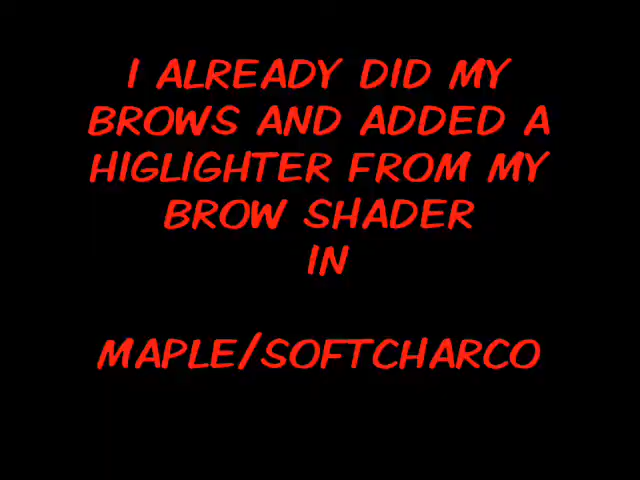 I ALREADY DID MY
BROWS AND ADDED A
HIGLIGHTER FROM MY
BROW SHADER
IN
MAPLE/SOFTCHARCO